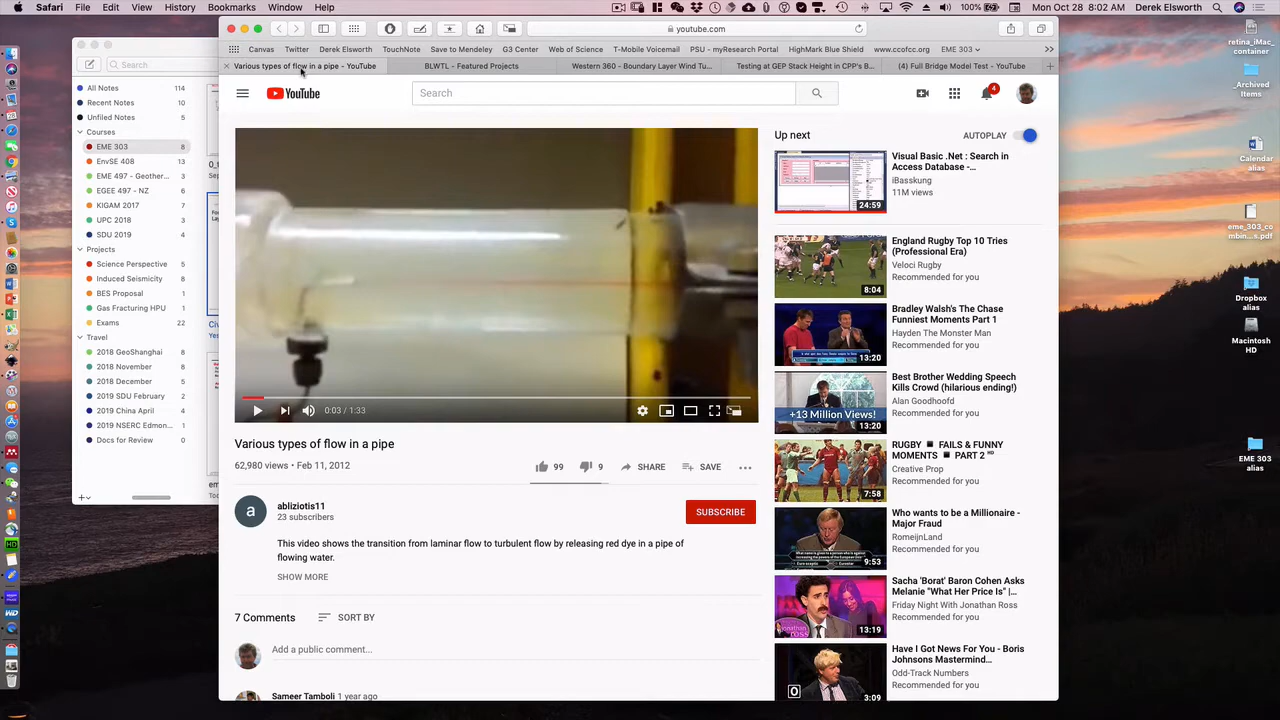 Safari File Edit View History Bookmarks Window Help 100% Mon Oct 28 8:02 AM Derek Elsworth
Search
All Notes 114
Recent Notes 10
Unfiled Notes 5
Courses
EME 303 8
EnvSE 408 13
EME 497 - Geother... 3
EGEE 497 - NZ 2
KIGAM 2017 7
UPC 2018 3
SDU 2019 4
Projects
Science Perspective 5
Induced Seismicity 8
BES Proposal 1
Gas Fracturing HPU 1
Exams 22
Travel
2018 GeoShanghai 8
2018 November 8
2018 December 5
2019 SDU February 2
2019 China April 4
2019 NSERC Edmon... 1
Docs for Review 0
youtube.com
Canvas Twitter Derek Elsworth TouchNote Save to Mendeley G3 Center Web of Science T-Mobile Voicemail PSU - myResearch Portal HighMark Blue Shield www.ccofcc.org EME 303
Various types of flow in a pipe - YouTube BLWTL - Featured Projects Western 360 - Boundary Layer Wind Tu... Testing at GEP Stack Height in CPP's B... (4) Full Bridge Model Test - YouTube
YouTube
Search
4
0:03 / 1:33
Various types of flow in a pipe
62,980 views • Feb 11, 2012
99 9 SHARE SAVE
a
abliziotis11
23 subscribers
SUBSCRIBE
This video shows the transition from laminar flow to turbulent flow by releasing red dye in a pipe of
flowing water.
SHOW MORE
7 Comments SORT BY
Add a public comment...
Sameer Tamboli 1 year ago
Up next AUTOPLAY
24:59
Visual Basic .Net : Search in
Access Database -...
iBasskung
11M views
8:04
England Rugby Top 10 Tries
(Professional Era)
Veloci Rugby
Recommended for you
13:20
Bradley Walsh's The Chase
Funniest Moments Part 1
Hayden The Monster Man
Recommended for you
+13 Million Views!
13:20
Best Brother Wedding Speech
Kills Crowd (hilarious ending!)
Alan Goodhoofd
Recommended for you
7:58
RUGBY FAILS & FUNNY
MOMENTS PART 2 HD
Creative Prop
Recommended for you
9:53
Who wants to be a Millionaire -
Major Fraud
RomeijnLand
Recommended for you
13:19
Sacha 'Borat' Baron Cohen Asks
Melanie "What Her Price Is" |...
Friday Night With Jonathan Ross
Recommended for you
3:09
Have I Got News For You - Boris
Johnsons Mastermind...
Odd-Track Numbers
Recommended for you
retina_iMac_
container
_Archived
Items
Calendar
alias
eme_303_co
mbin...s.pdf
Dropbox
alias
Macintosh
HD
EME 303
alias